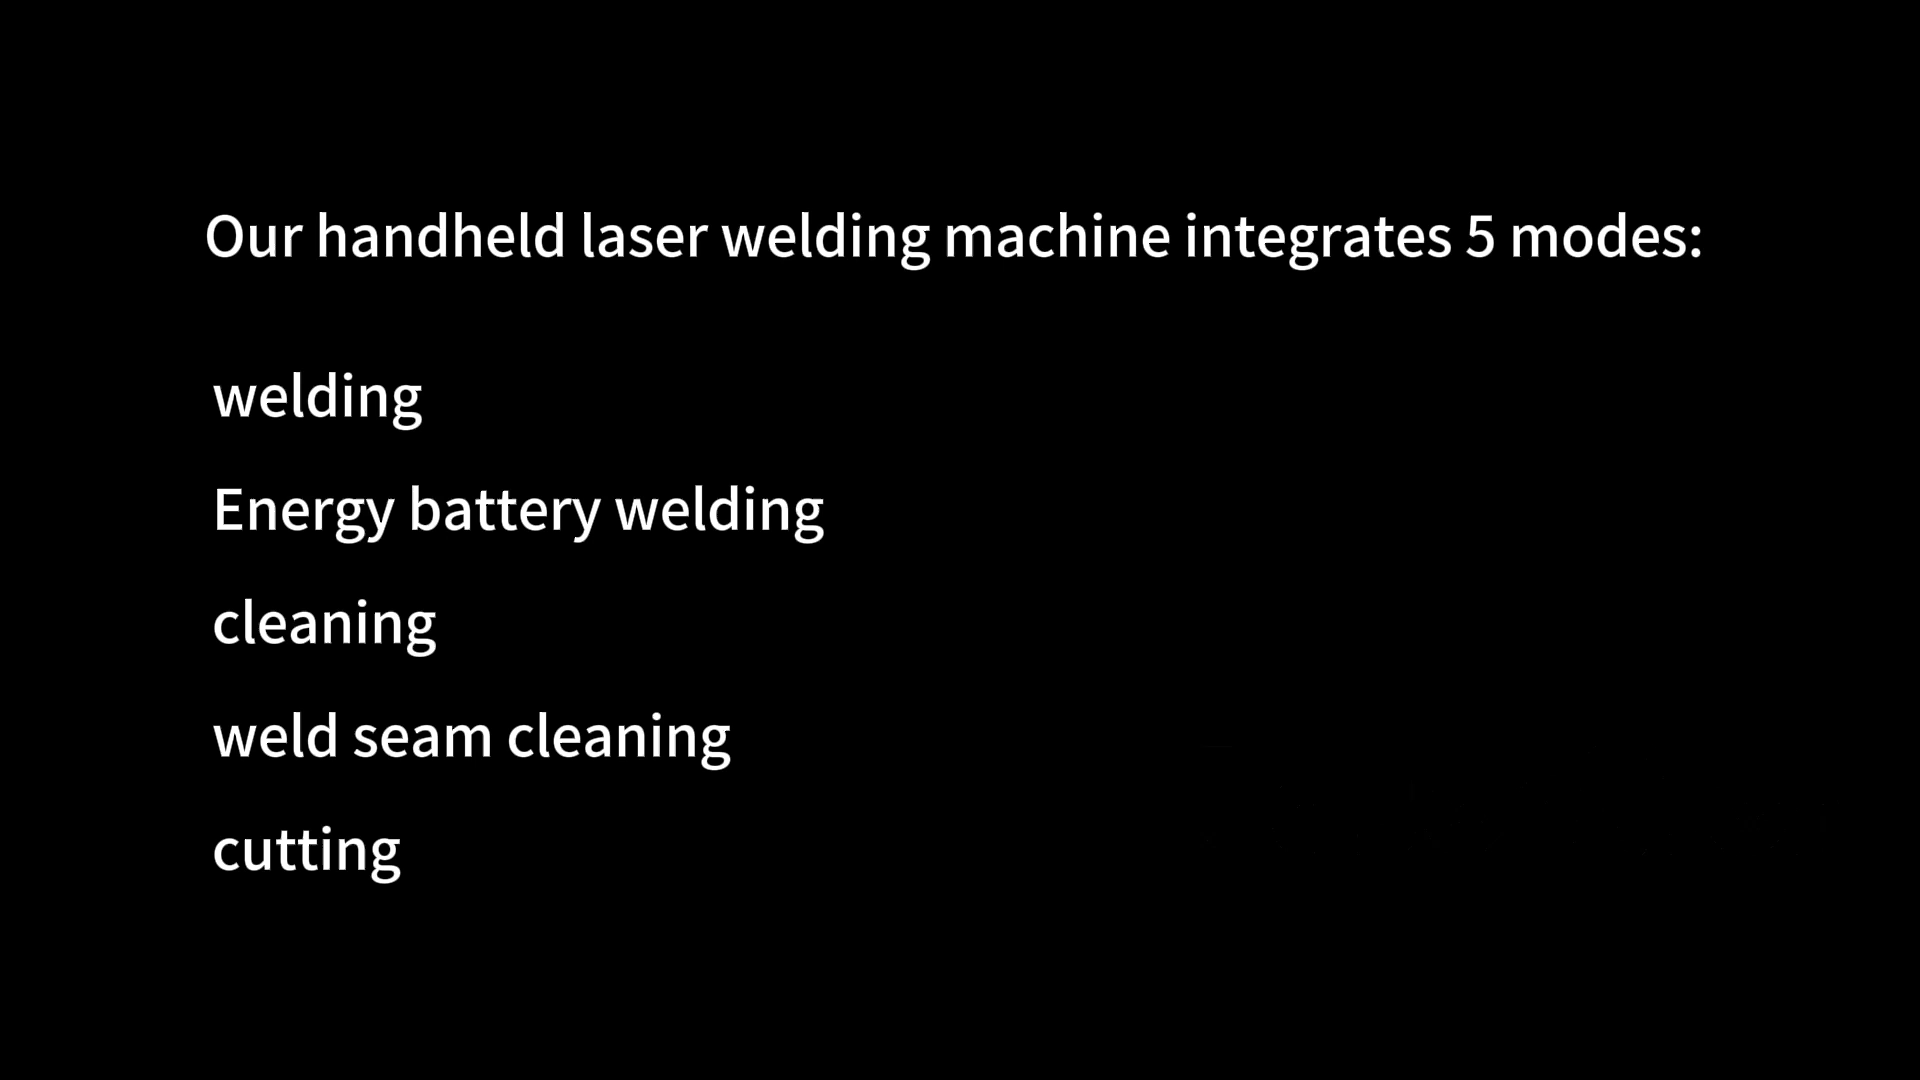 Our handheld laser welding machine integrates 5 modes:
welding
Energy battery welding
cleaning
weld seam cleaning
cutting